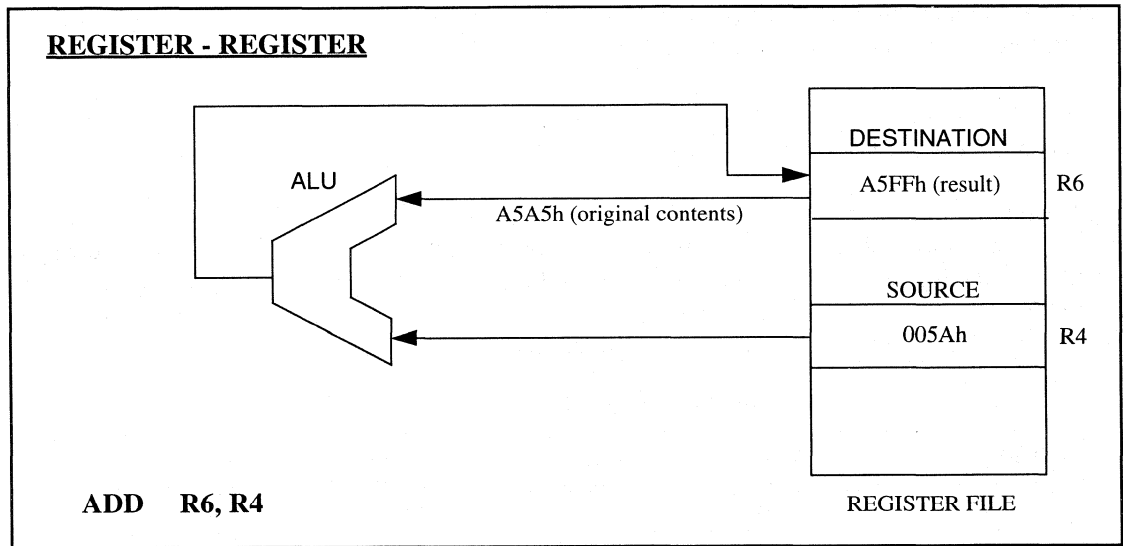 REGISTER - REGISTER
DESTINATION
ALU
A5FFh (result)
R6
A5A5h (original contents)
SOURCE
005Ah
R4
ADD R6, R4
REGISTER FILE